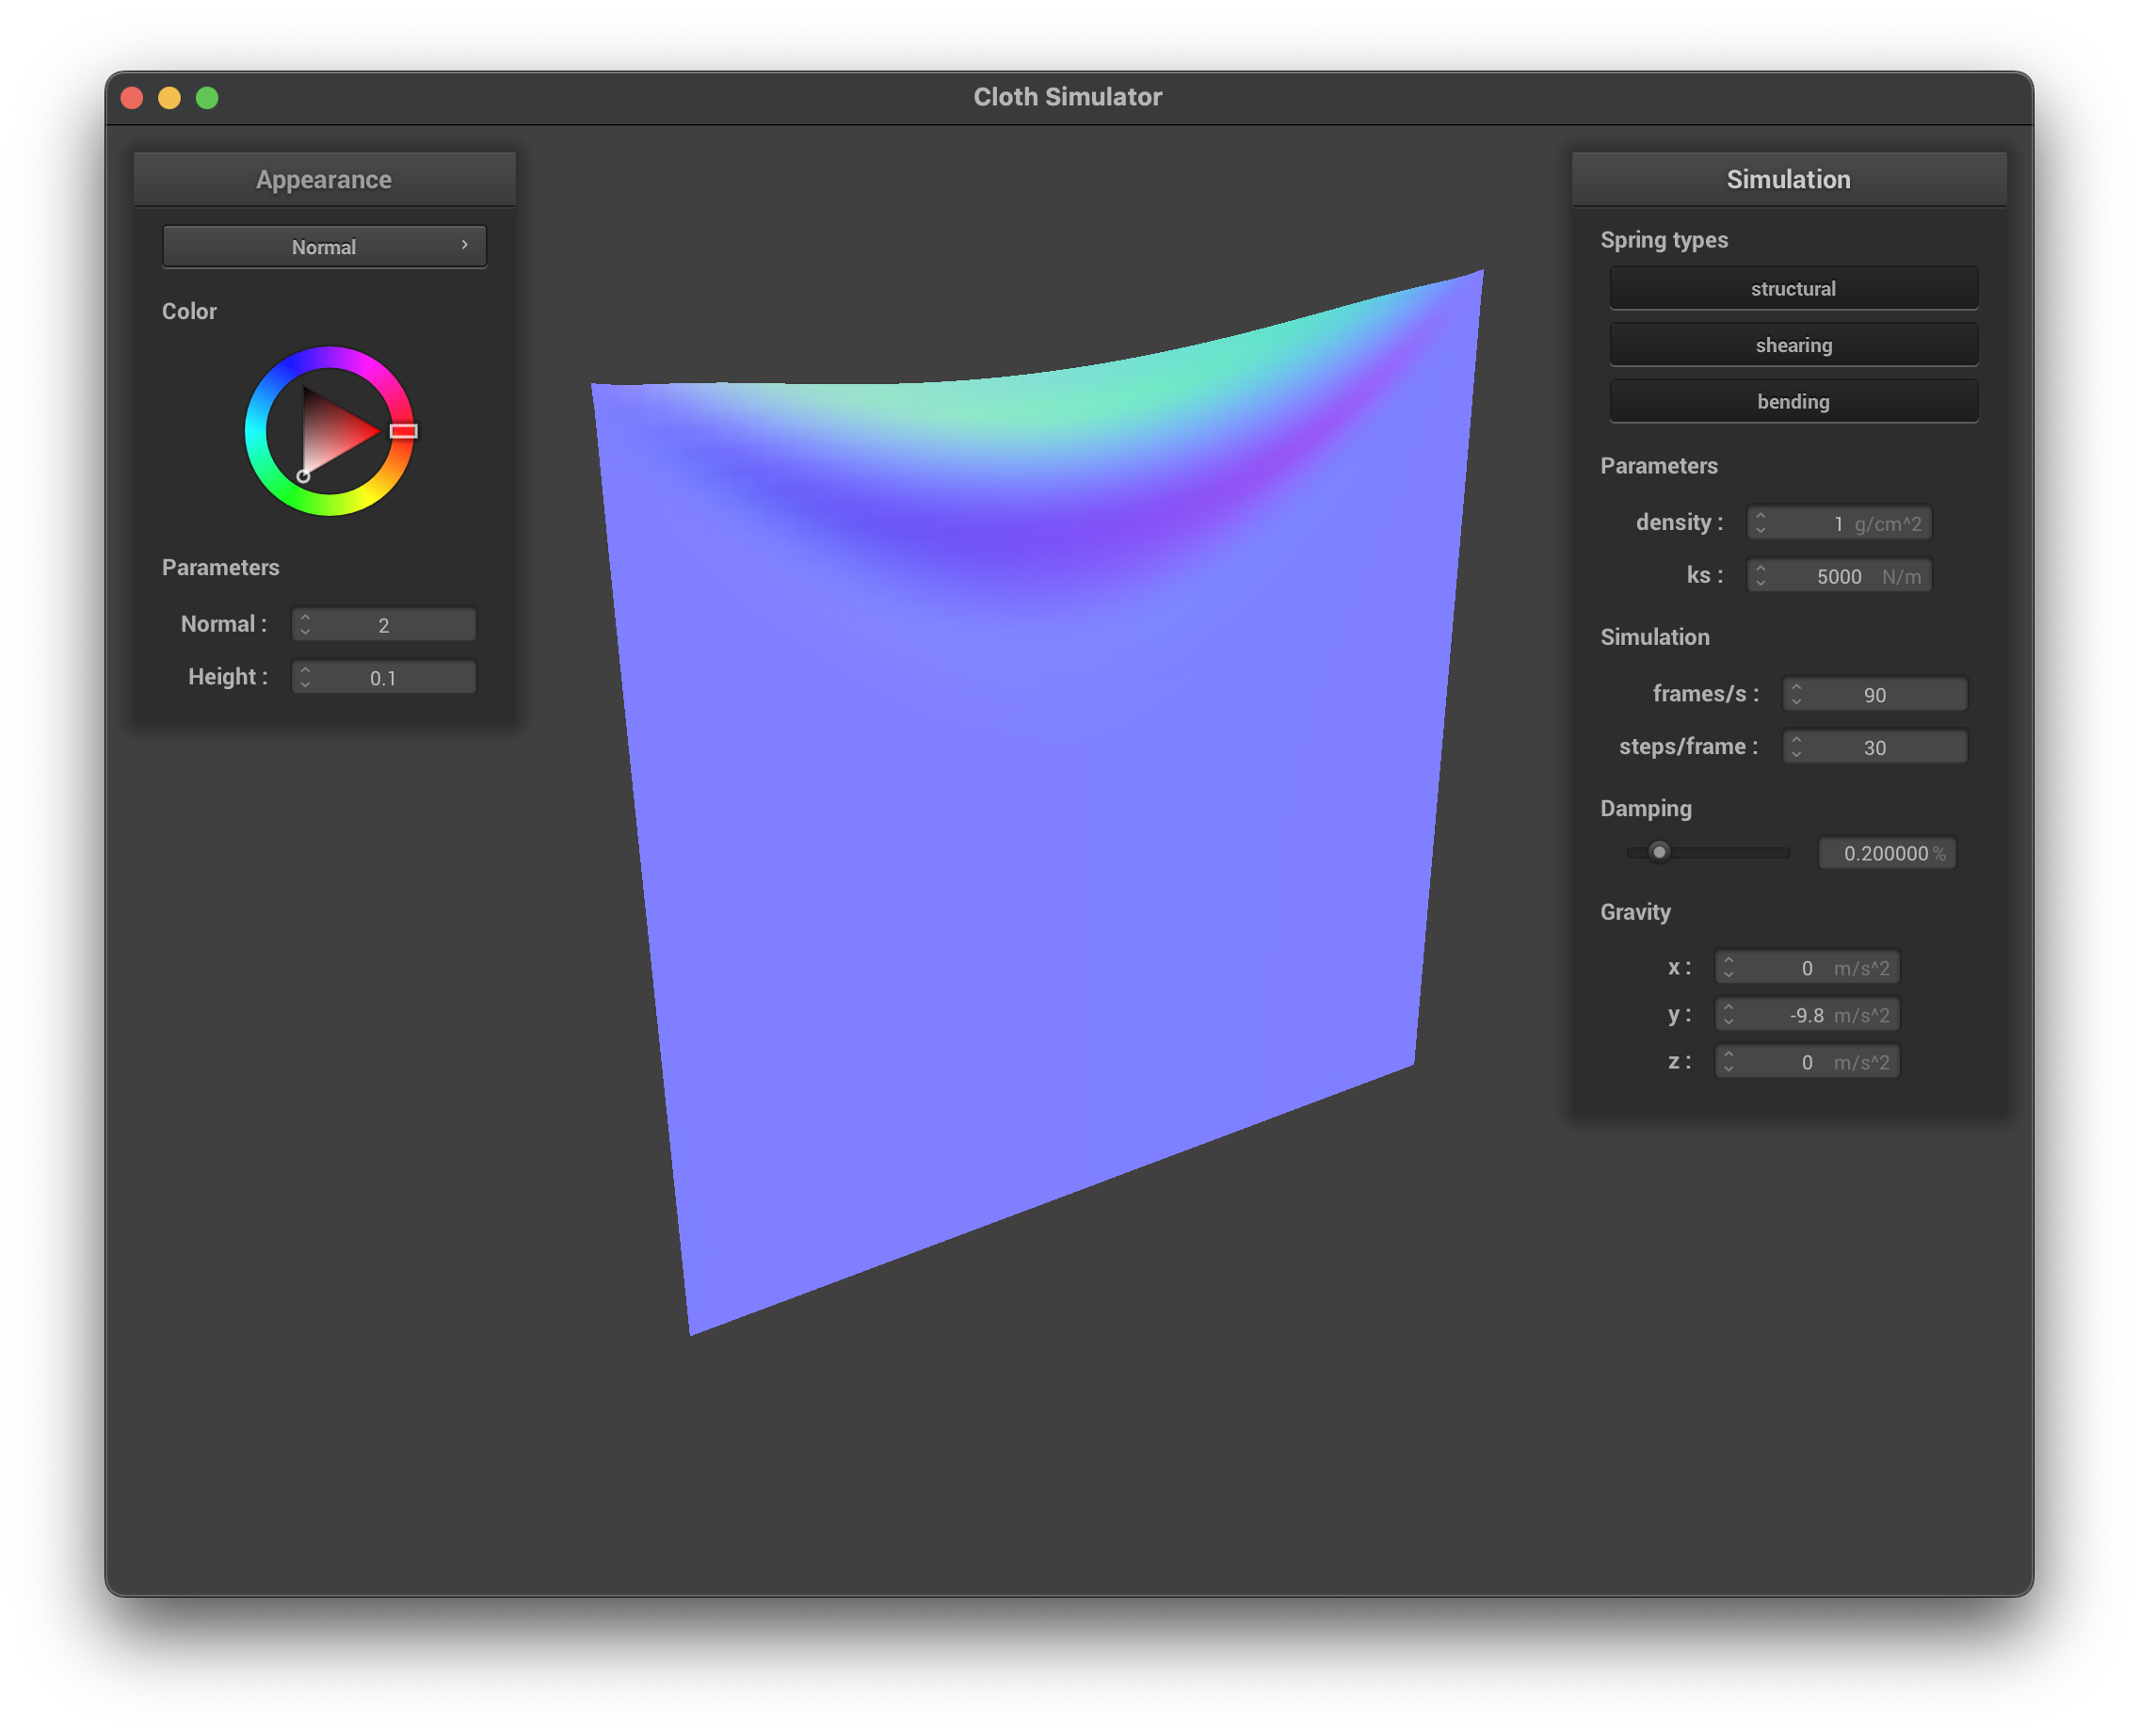 Cloth Simulator
Appearance
Normal
Color
Parameters
Normal : 2
Height : 0.1
Simulation
Spring types
structural
shearing
bending
Parameters
density : 1 g/cm^2
ks : 5000 N/m
Simulation
frames/s : 90
steps/frame : 30
Damping
0.200000 %
Gravity
x : 0 m/s^2
y : -9.8 m/s^2
z : 0 m/s^2